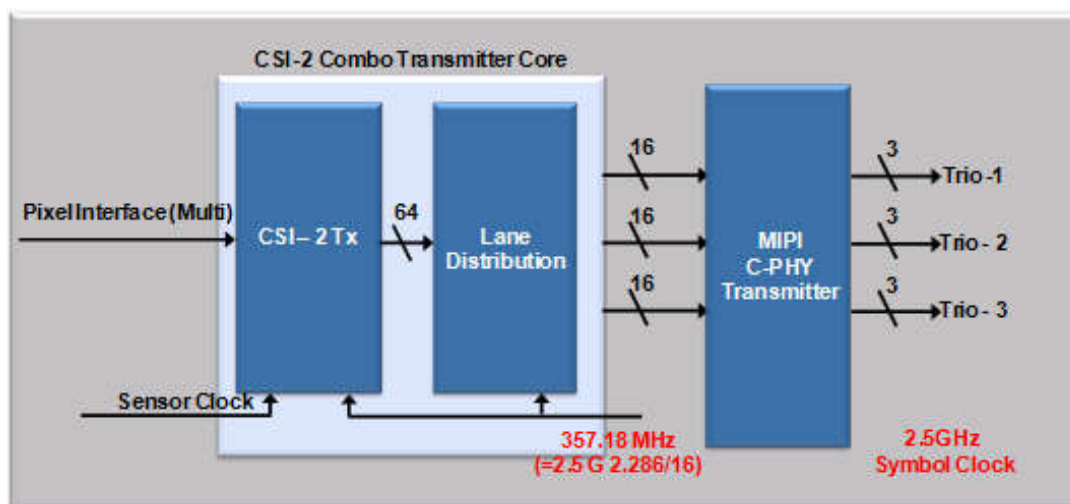 CSI-2 Combo Transmitter Core
16
3
Trio-1
Pixel Interface(Multi)
CSI– 2 Tx
64
Lane
Distribution
16
MIPI
C-PHY
Transmitter
3
Trio - 2
16
3
Trio - 3
Sensor Clock
357.18 MHz
(=2.5 G 2.286/16)
2.5GHz
Symbol Clock